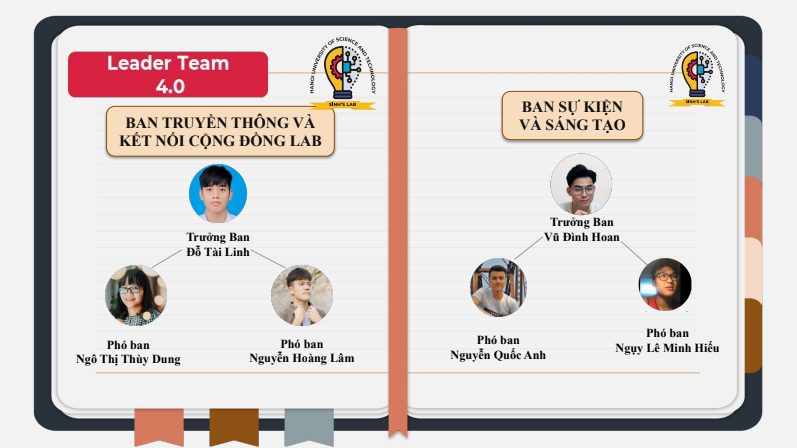 Leader Team
4.0
HANOI UNIVERSITY OF SCIENCE AND TECHNOLOGY
SINH'S LAB
BAN TRUYỀN THÔNG VÀ
KẾT NỐI CỘNG ĐỒNG LAB
Trưởng Ban
Đỗ Tài Linh
Phó ban
Ngô Thị Thùy Dung
Phó ban
Nguyễn Hoàng Lâm
HANOI UNIVERSITY OF SCIENCE AND TECHNOLOGY
SINH'S LAB
BAN SỰ KIỆN
VÀ SÁNG TẠO
Trưởng Ban
Vũ Đình Hoan
Phó ban
Nguyễn Quốc Anh
Phó ban
Ngụy Lê Minh Hiếu